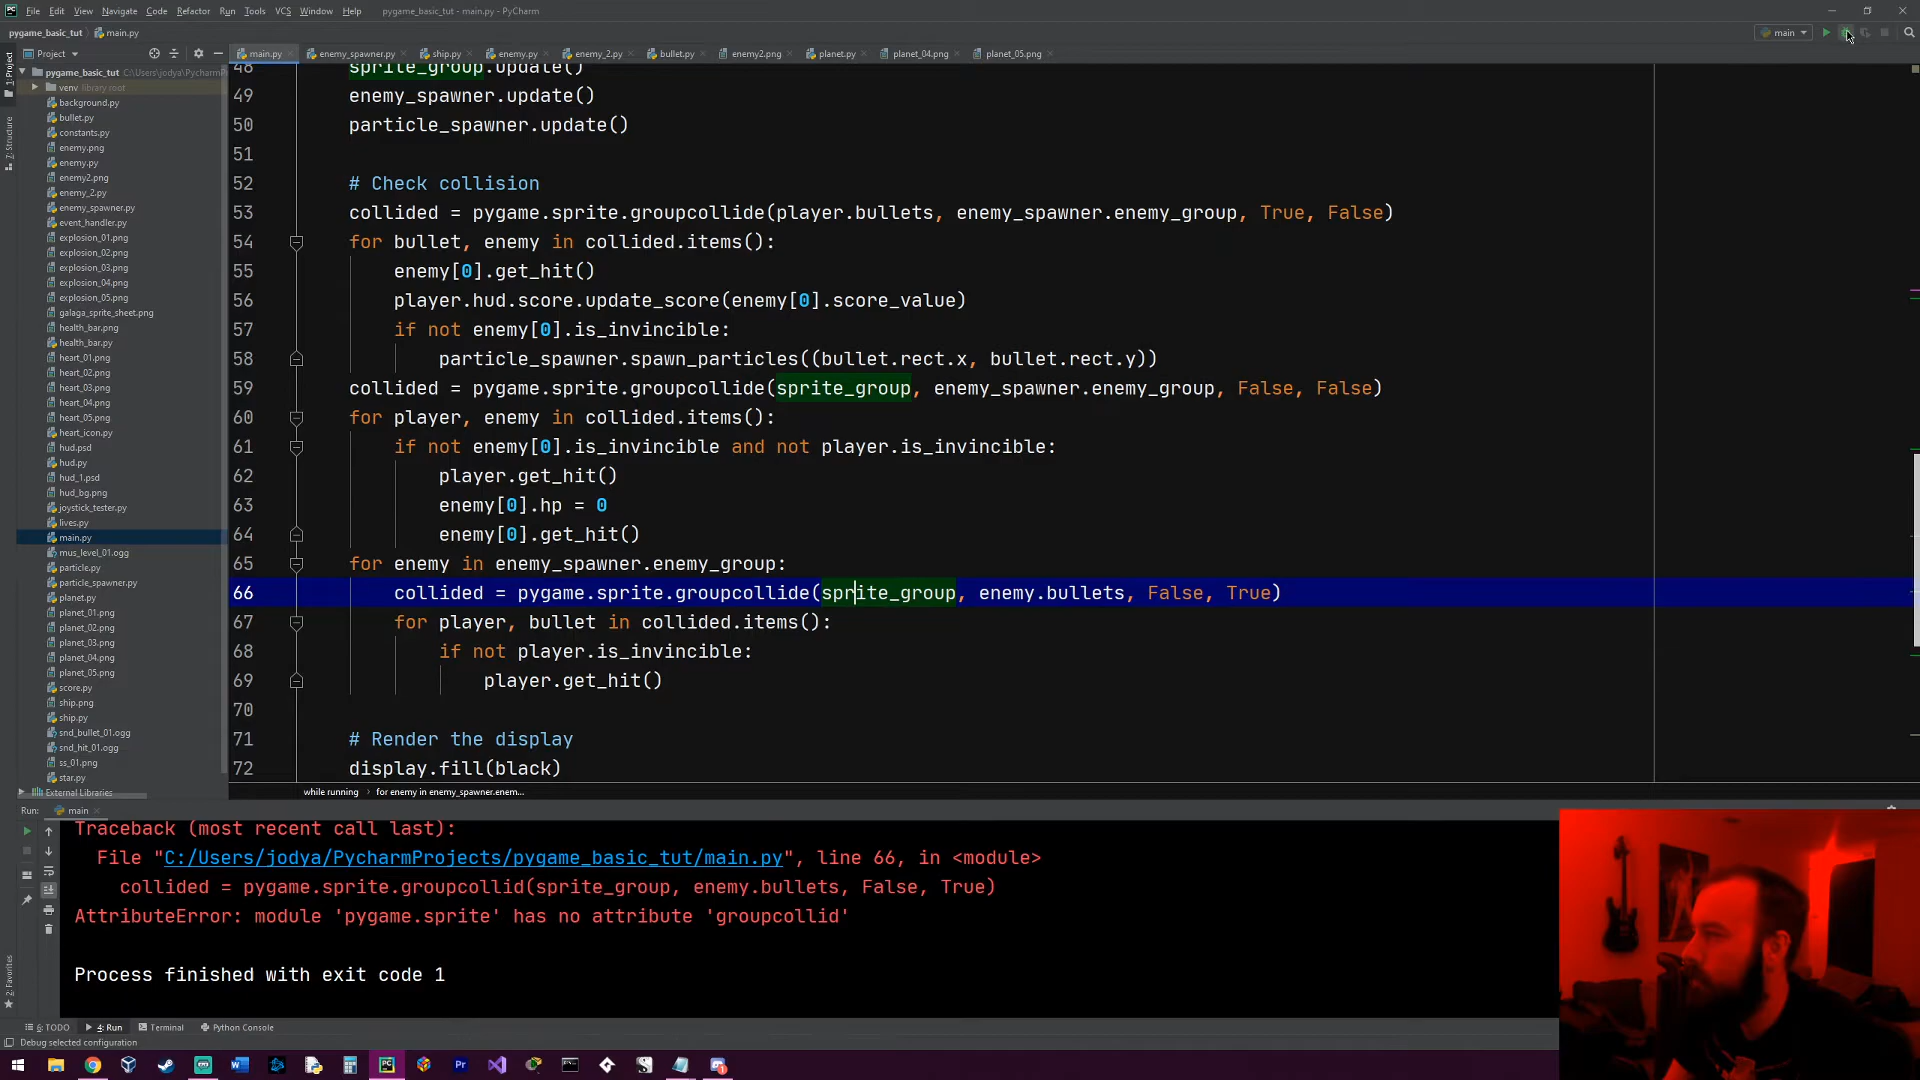 File Edit View Navigate Code Refactor Run Tools VCS Window Help pygame_basic_tut - main.py - PyCharm
pygame_basic_tut main.py main
Project main.py enemy_spawner.py ship.py enemy.py enemy_2.py bullet.py enemy2.png planet.py planet_04.png planet_05.png
1: Project
7: Structure
2: Favorites
pygame_basic_tut C:\Users\jodya\Pycharm
venv library root
background.py
bullet.py
constants.py
enemy.png
enemy.py
enemy2.png
enemy_2.py
enemy_spawner.py
event_handler.py
explosion_01.png
explosion_02.png
explosion_03.png
explosion_04.png
explosion_05.png
galaga_sprite_sheet.png
health_bar.png
health_bar.py
heart_01.png
heart_02.png
heart_03.png
heart_04.png
heart_05.png
heart_icon.py
hud.psd
hud.py
hud_1.psd
hud_bg.png
joystick_tester.py
lives.py
main.py
mus_level_01.ogg
particle.py
particle_spawner.py
planet.py
planet_01.png
planet_02.png
planet_03.png
planet_04.png
planet_05.png
score.py
ship.png
ship.py
snd_bullet_01.ogg
snd_hit_01.ogg
ss_01.png
star.py
External Libraries
48 sprite_group.update()
49 enemy_spawner.update()
50 particle_spawner.update()
51
52 # Check collision
53 collided = pygame.sprite.groupcollide(player.bullets, enemy_spawner.enemy_group, True, False)
54 for bullet, enemy in collided.items():
55 enemy[0].get_hit()
56 player.hud.score.update_score(enemy[0].score_value)
57 if not enemy[0].is_invincible:
58 particle_spawner.spawn_particles((bullet.rect.x, bullet.rect.y))
59 collided = pygame.sprite.groupcollide(sprite_group, enemy_spawner.enemy_group, False, False)
60 for player, enemy in collided.items():
61 if not enemy[0].is_invincible and not player.is_invincible:
62 player.get_hit()
63 enemy[0].hp = 0
64 enemy[0].get_hit()
65 for enemy in enemy_spawner.enemy_group:
66 collided = pygame.sprite.groupcollide(sprite_group, enemy.bullets, False, True)
67 for player, bullet in collided.items():
68 if not player.is_invincible:
69 player.get_hit()
70
71 # Render the display
72 display.fill(black)
while running for enemy in enemy_spawner.enem...
Run: main
Traceback (most recent call last):
File "C:/Users/jodya/PycharmProjects/pygame_basic_tut/main.py", line 66, in <module>
collided = pygame.sprite.groupcollid(sprite_group, enemy.bullets, False, True)
AttributeError: module 'pygame.sprite' has no attribute 'groupcollid'
Process finished with exit code 1
6: TODO 4: Run Terminal Python Console
Debug selected configuration